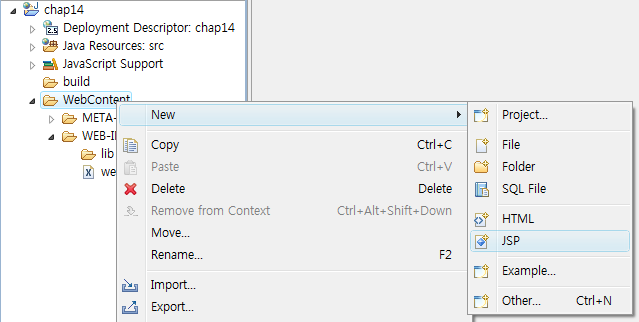 chap14
Deployment Descriptor: chap14
Java Resources: src
JavaScript Support
build
WebContent
META-
WEB-I
lib
we
New
Copy Ctrl+C
Paste Ctrl+V
Delete Delete
Remove from Context Ctrl+Alt+Shift+Down
Move...
Rename... F2
Import...
Export...
Project...
File
Folder
SQL File
HTML
JSP
Example...
Other... Ctrl+N